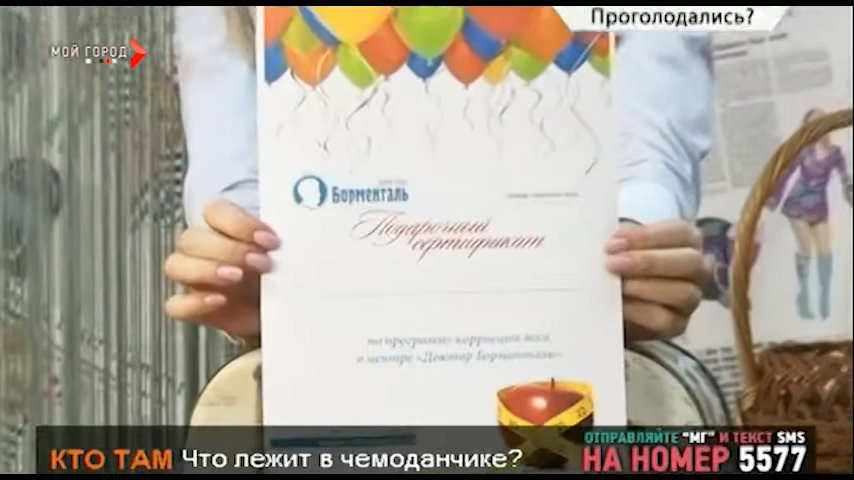 Проголодались?
МОЙ ГОРОД
Борменталь
Подарочный
сертификат
на программу коррекции веса
в центре «Доктор Борменталь»
ОТПРАВЛЯЙТЕ "МГ" И ТЕКСТ SMS
КТО ТАМ Что лежит в чемоданчике?
НА НОМЕР 5577